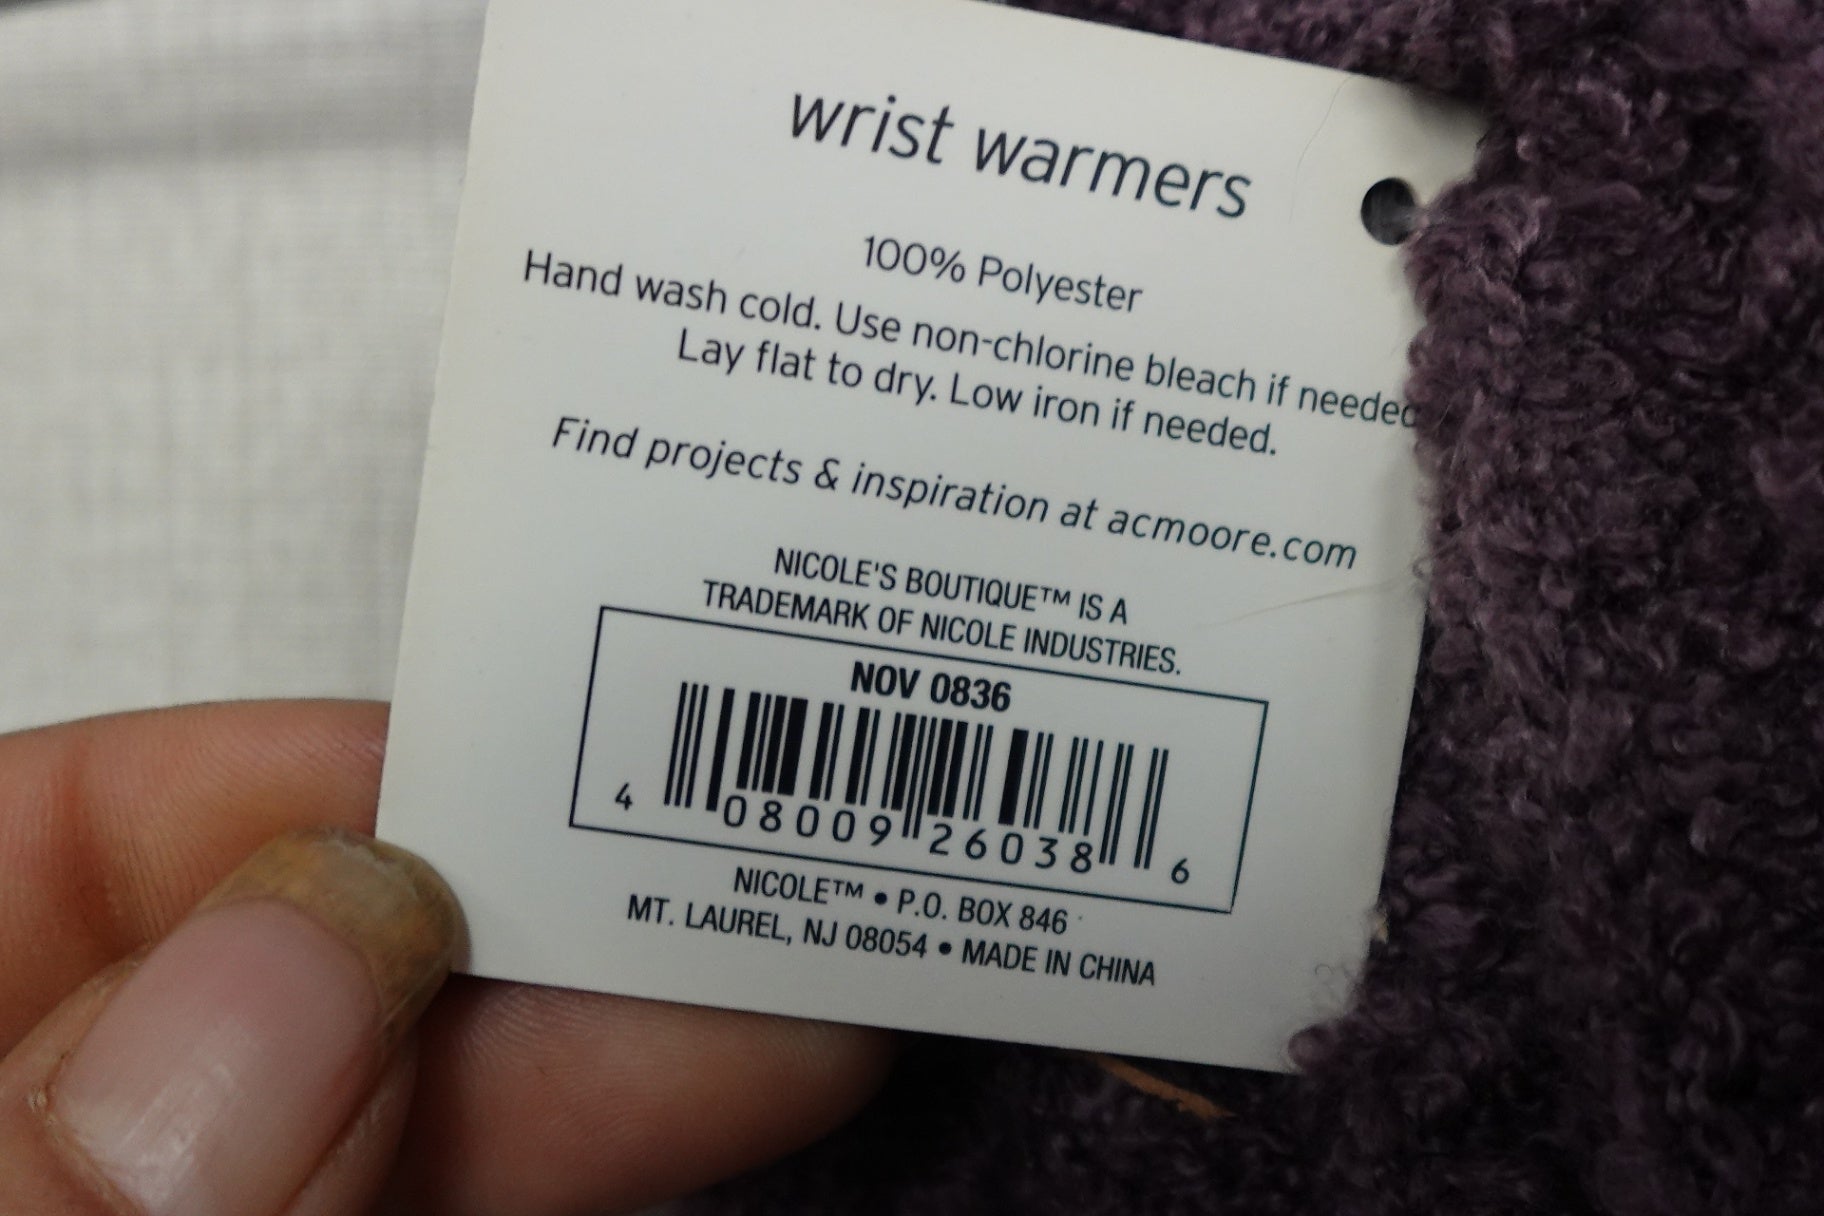 wrist warmers
100% Polyester
Hand wash cold. Use non-chlorine bleach if needed
Lay flat to dry. Low iron if needed.
Find projects & inspiration at acmoore.com
NICOLE'S BOUTIQUE™ IS A
TRADEMARK OF NICOLE INDUSTRIES.
NOV 0836
4 08009 26038 6
NICOLE™ • P.O. BOX 846
MT. LAUREL, NJ 08054 • MADE IN CHINA